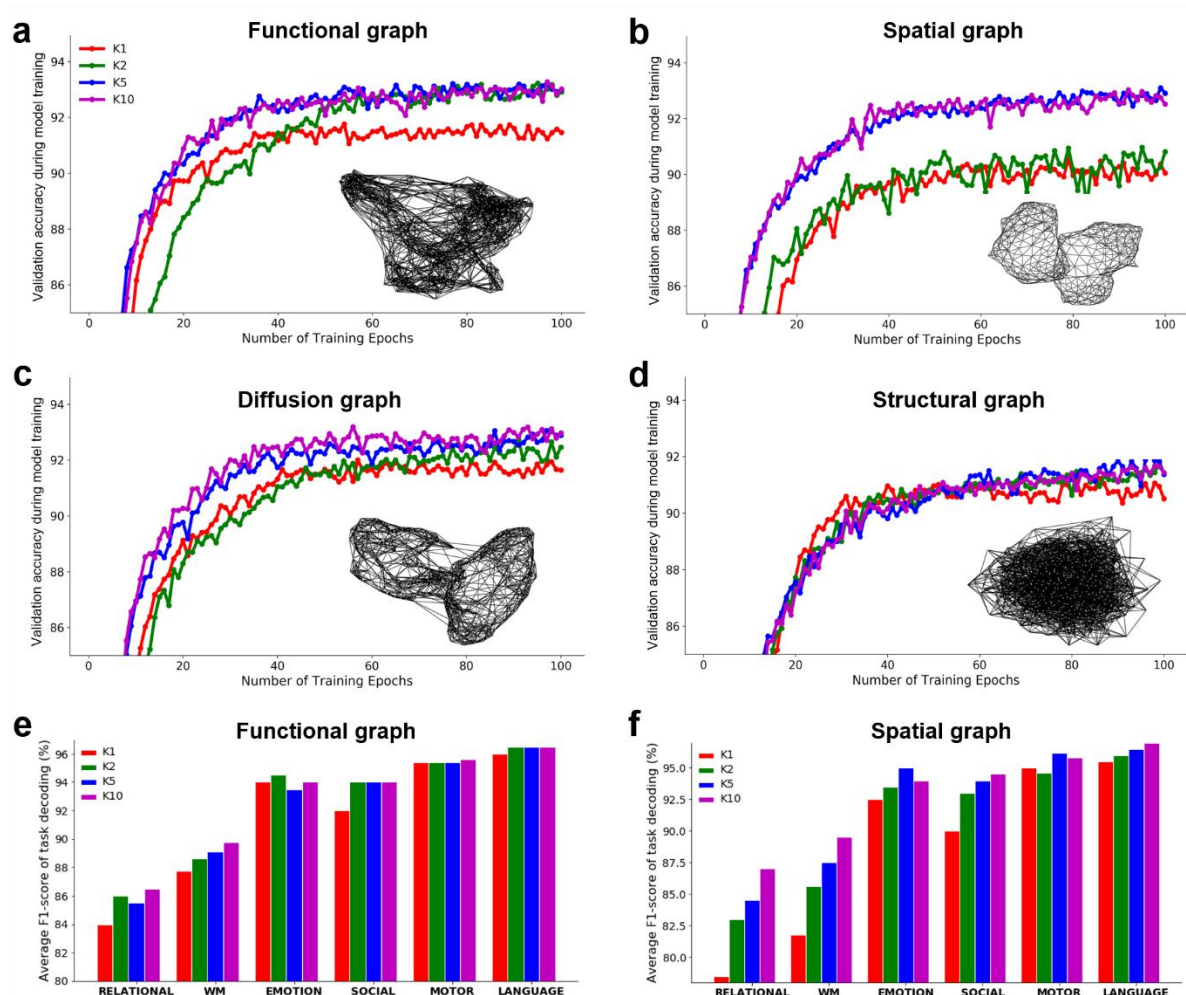 a
Functional graph
K1
K2
K5
K10
Validation accuracy during model training
94
92
90
88
86
0 20 40 60 80 100
Number of Training Epochs
b
Spatial graph
Validation accuracy during model training
94
92
90
88
86
0 20 40 60 80 100
Number of Training Epochs
c
Diffusion graph
Validation accuracy during model training
94
92
90
88
86
0 20 40 60 80 100
Number of Training Epochs
d
Structural graph
Validation accuracy during model training
94
92
90
88
86
0 20 40 60 80 100
Number of Training Epochs
e
Functional graph
K1
K2
K5
K10
Average F1-score of task decoding (%)
96
94
92
90
88
86
84
82
80
RELATIONAL WM EMOTION SOCIAL MOTOR LANGUAGE
f
Spatial graph
K1
K2
K5
K10
Average F1-score of task decoding (%)
95.0
92.5
90.0
87.5
85.0
82.5
80.0
RELATIONAL WM EMOTION SOCIAL MOTOR LANGUAGE